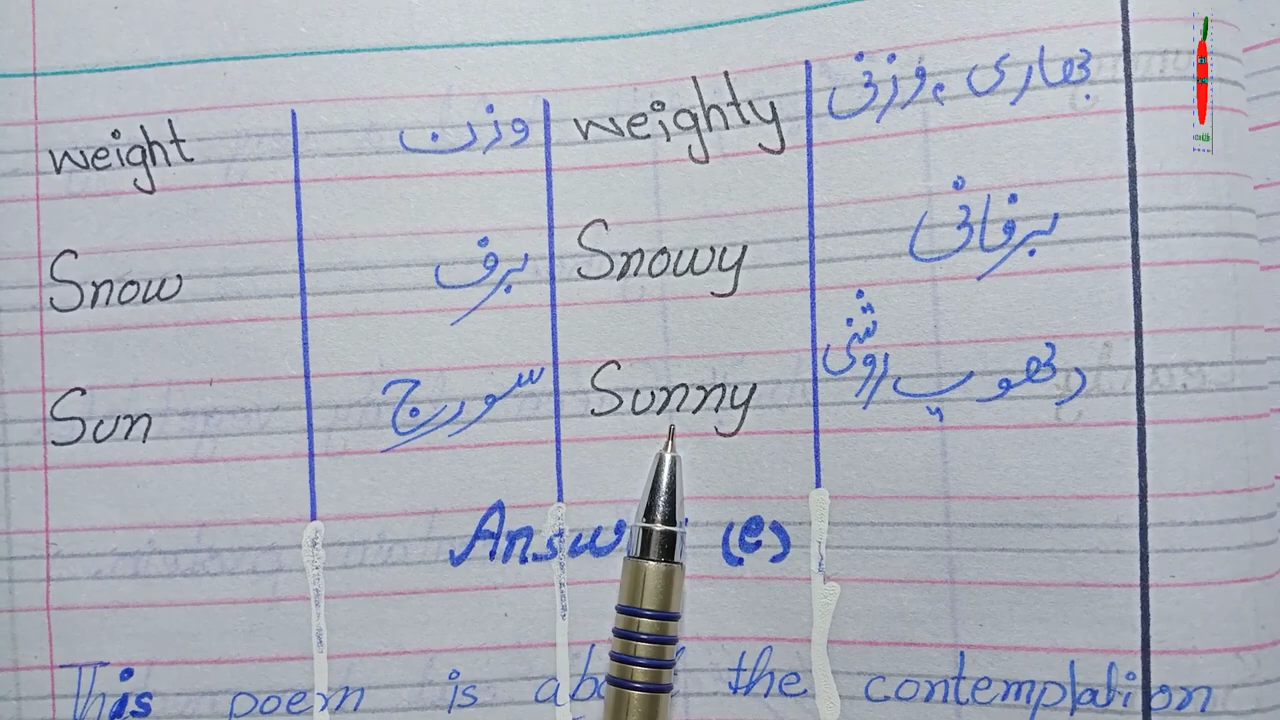 weight وزن weighty بھاری، وزنی
Snow برف Snowy برفانی
Sun سورج Sunny دھوپ روشنی
(e)
This poem is the contemplation